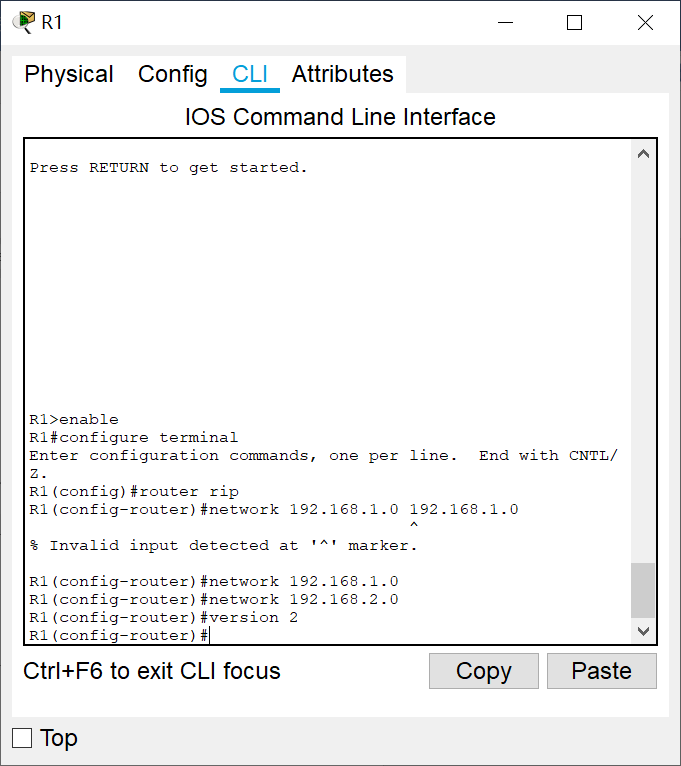 R1
Physical Config CLI Attributes
IOS Command Line Interface
Press RETURN to get started.
R1>enable
R1#configure terminal
Enter configuration commands, one per line.  End with CNTL/
Z.
R1(config)#router rip
R1(config-router)#network 192.168.1.0 192.168.1.0
^
% Invalid input detected at '^' marker.
R1(config-router)#network 192.168.1.0
R1(config-router)#network 192.168.2.0
R1(config-router)#version 2
R1(config-router)#
Ctrl+F6 to exit CLI focus Copy Paste
Top